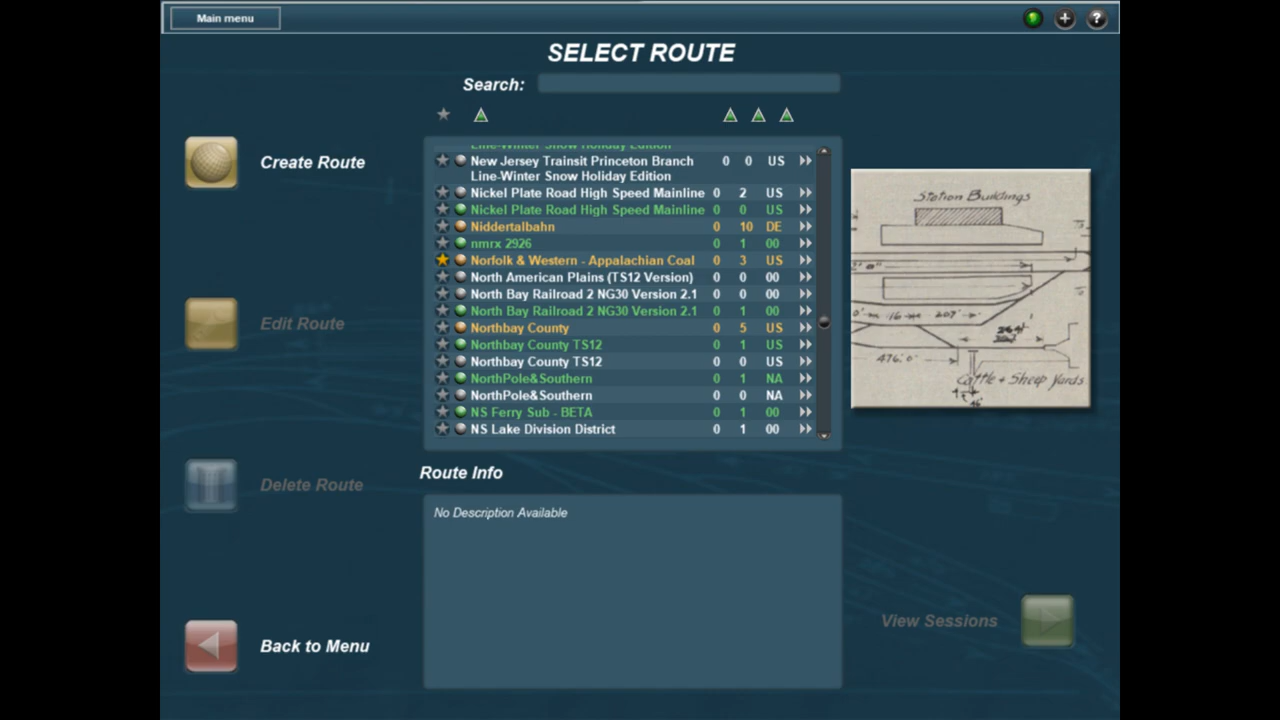 Main menu
?
SELECT ROUTE
Search:
Line-Winter Snow Holiday Edition
New Jersey Trainsit Princeton Branch 0 0 US
Line-Winter Snow Holiday Edition
Nickel Plate Road High Speed Mainline 0 2 US
Nickel Plate Road High Speed Mainline 0 0 US
Niddertalbahn 0 10 DE
nmrx 2926 0 1 00
Norfolk & Western - Appalachian Coal 0 3 US
North American Plains (TS12 Version) 0 0 00
North Bay Railroad 2 NG30 Version 2.1 0 0 00
North Bay Railroad 2 NG30 Version 2.1 0 1 00
Northbay County 0 5 US
Northbay County TS12 0 1 US
Northbay County TS12 0 0 US
NorthPole&Southern 0 1 NA
NorthPole&Southern 0 0 NA
NS Ferry Sub - BETA 0 1 00
NS Lake Division District 0 1 00
Create Route
Edit Route
Delete Route
Back to Menu
Station Buildings
476'.0"
Cattle + Sheep Yards
Route Info
No Description Available
View Sessions